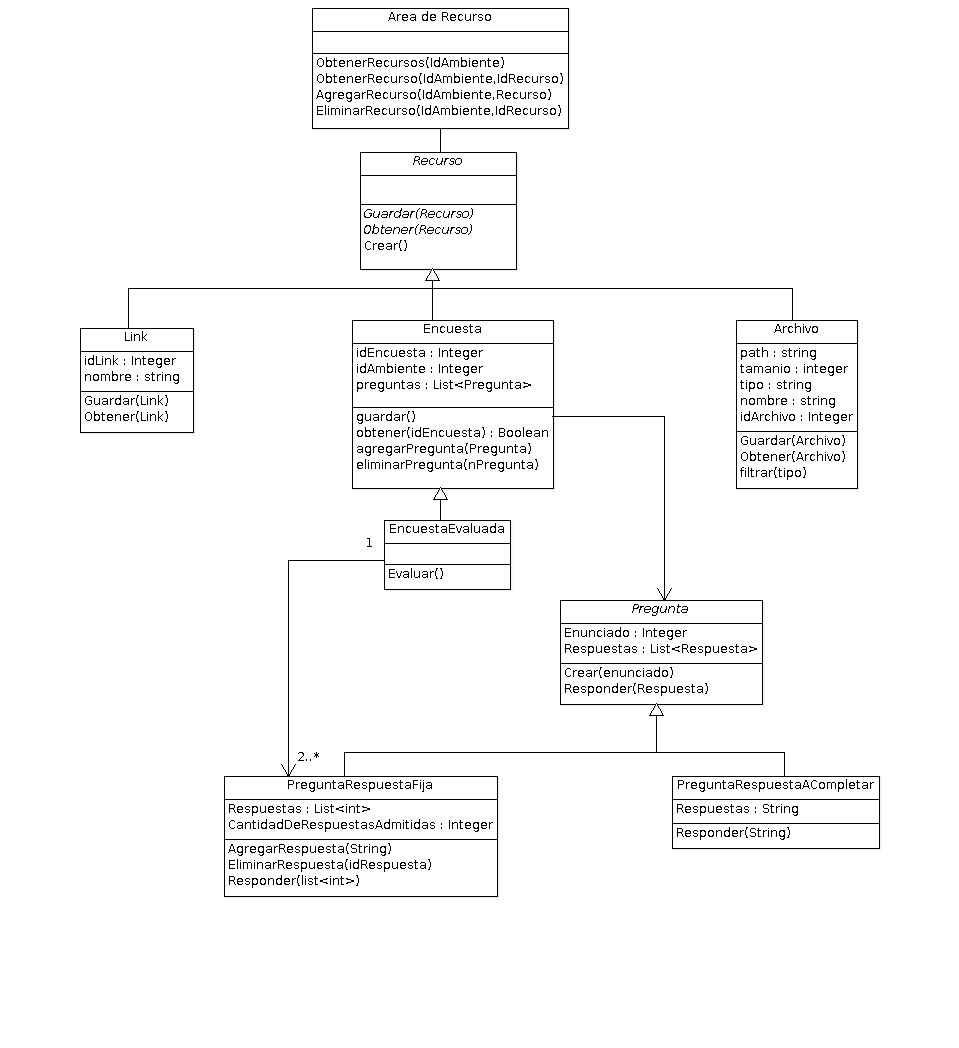 Area de Recurso
ObtenerRecursos(IdAmbiente)
ObtenerRecurso(IdAmbiente,IdRecurso)
AgregarRecurso(IdAmbiente,Recurso)
EliminarRecurso(IdAmbiente,IdRecurso)
Recurso
Guardar(Recurso)
Obtener(Recurso)
Crear()
Link
idLink : Integer
nombre : string
Guardar(Link)
Obtener(Link)
Encuesta
idEncuesta : Integer
idAmbiente : Integer
preguntas : List<Pregunta>
guardar()
obtener(idEncuesta) : Boolean
agregarPregunta(Pregunta)
eliminarPregunta(nPregunta)
Archivo
path : string
tamanio : integer
tipo : string
nombre : string
idArchivo : Integer
Guardar(Archivo)
Obtener(Archivo)
filtrar(tipo)
EncuestaEvaluada
Evaluar()
1
2..*
Pregunta
Enunciado : Integer
Respuestas : List<Respuesta>
Crear(enunciado)
Responder(Respuesta)
PreguntaRespuestaFija
Respuestas : List<int>
CantidadDeRespuestasAdmitidas : Integer
AgregarRespuesta(String)
EliminarRespuesta(idRespuesta)
Responder(list<int>)
PreguntaRespuestaACompletar
Respuestas : String
Responder(String)